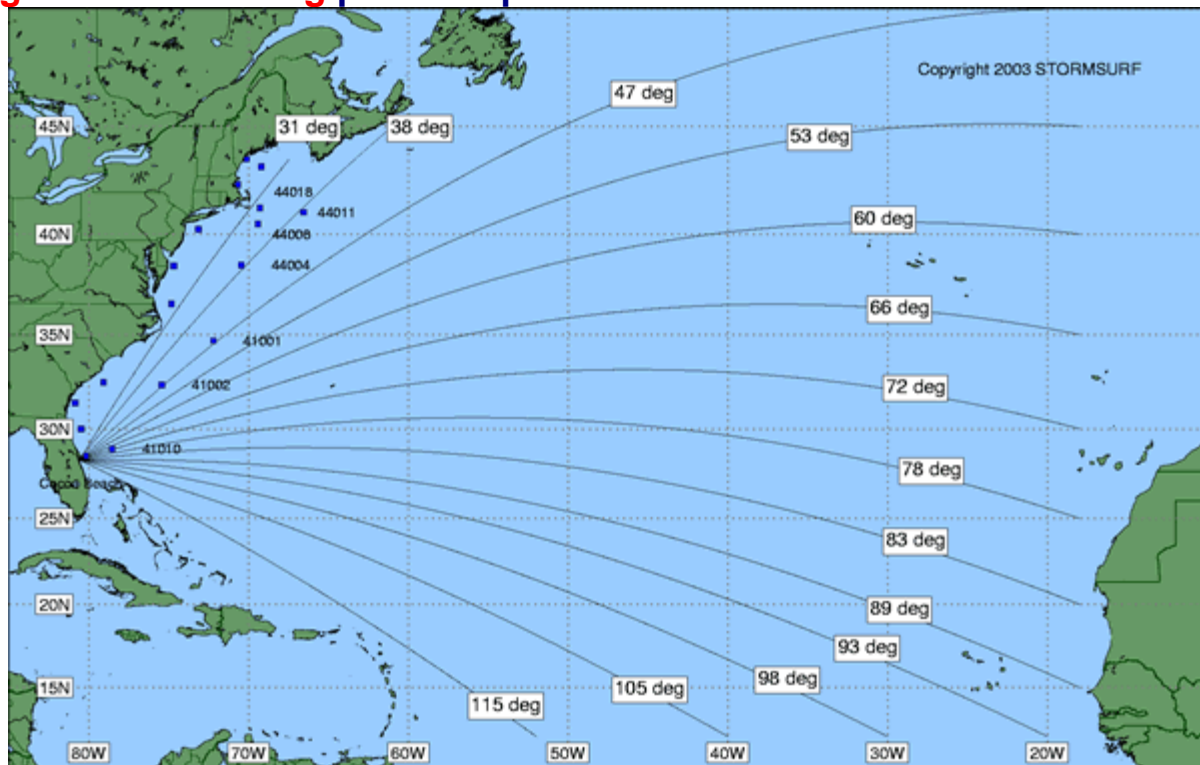 Copyright 2003 STORMSURF
47 deg
45N
31 deg
38 deg
53 deg
44018
44011
60 deg
40N
44008
44004
66 deg
35N
41001
41002
72 deg
30N
41010
78 deg
Cocoa Beach
25N
83 deg
20N
89 deg
93 deg
15N
105 deg
98 deg
115 deg
80W
70W
60W
50W
40W
30W
20W